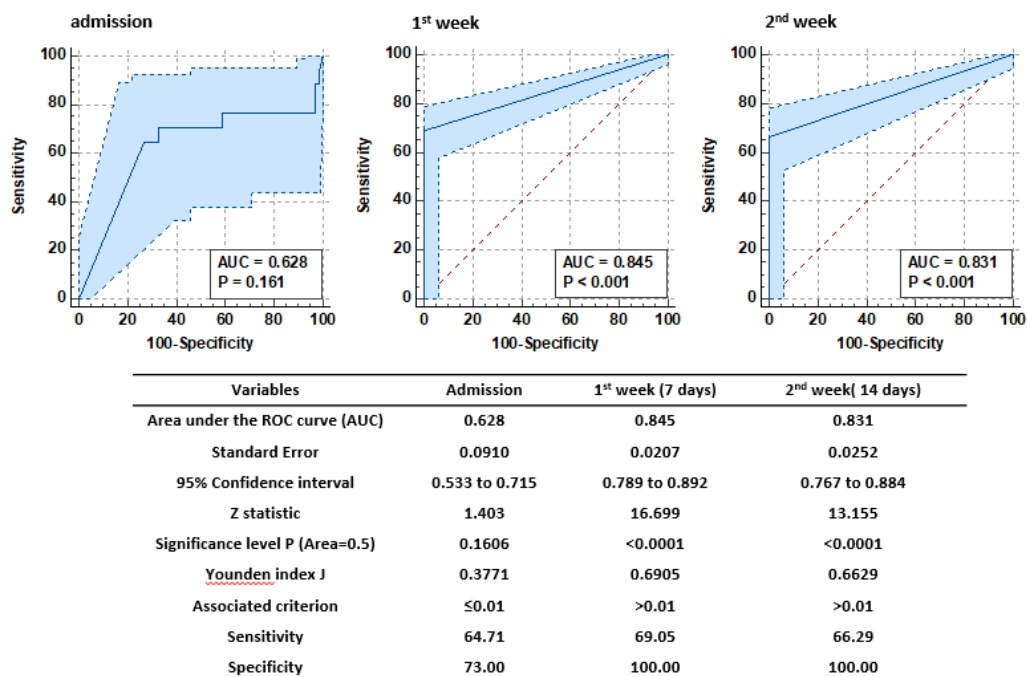 admission
1st week
2nd week
Sensitivity
100
80
60
40
20
0
AUC = 0.628
P = 0.161
0 20 40 60 80 100
100-Specificity
Sensitivity
100
80
60
40
20
0
AUC = 0.845
P < 0.001
0 20 40 60 80 100
100-Specificity
Sensitivity
100
80
60
40
20
0
AUC = 0.831
P < 0.001
0 20 40 60 80 100
100-Specificity
Variables Admission 1st week (7 days) 2nd week( 14 days)
Area under the ROC curve (AUC) 0.628 0.845 0.831
Standard Error 0.0910 0.0207 0.0252
95% Confidence interval 0.533 to 0.715 0.789 to 0.892 0.767 to 0.884
Z statistic 1.403 16.699 13.155
Significance level P (Area=0.5) 0.1606 <0.0001 <0.0001
Younden index J 0.3771 0.6905 0.6629
Associated criterion ≤0.01 >0.01 >0.01
Sensitivity 64.71 69.05 66.29
Specificity 73.00 100.00 100.00